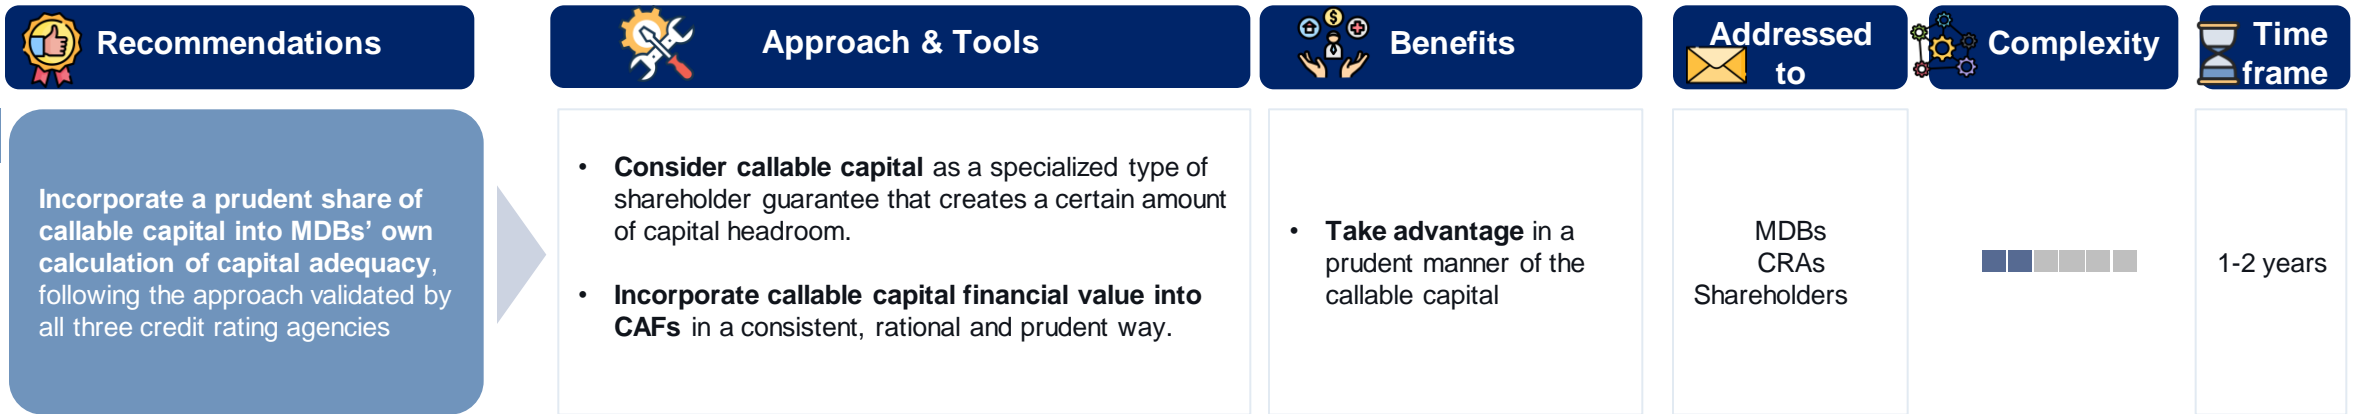 Recommendations
Approach & Tools
Benefits
Addressed
to
Complexity
Time
frame
Incorporate a prudent share of
callable capital into MDBs’ own
calculation of capital adequacy,
following the approach validated by
all three credit rating agencies
• Consider callable capital as a specialized type of
shareholder guarantee that creates a certain amount
of capital headroom.
• Incorporate callable capital financial value into
CAFs in a consistent, rational and prudent way.
• Take advantage in a
prudent manner of the
callable capital
MDBs
CRAs
Shareholders
1-2 years